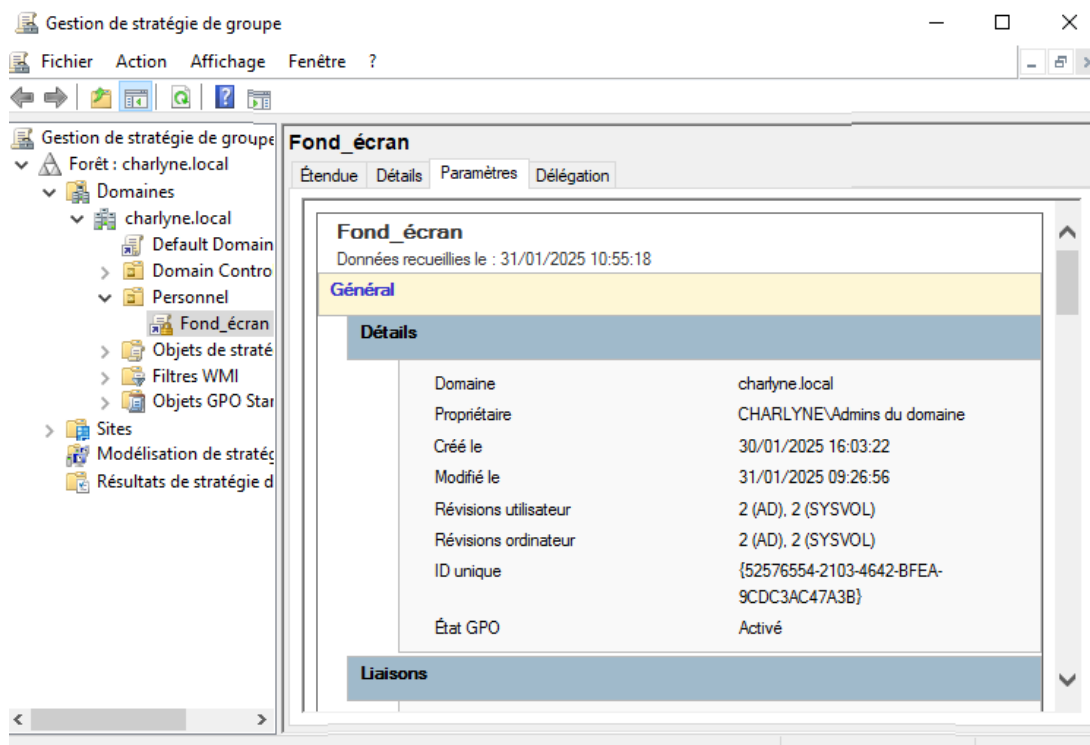 Gestion de stratégie de groupe
Fichier Action Affichage Fenêtre ?
Gestion de stratégie de groupe
Forêt : charlyne.local
Domaines
charlyne.local
Default Domain
Domain Contro
Personnel
Fond_écran
Objets de straté
Filtres WMI
Objets GPO Star
Sites
Modélisation de stratég
Résultats de stratégie d
Fond_écran
Étendue Détails Paramètres Délégation
Fond_écran
Données recueillies le : 31/01/2025 10:55:18
Général
Détails
Domaine charlyne.local
Propriétaire CHARLYNE\Admins du domaine
Créé le 30/01/2025 16:03:22
Modifié le 31/01/2025 09:26:56
Révisions utilisateur 2 (AD), 2 (SYSVOL)
Révisions ordinateur 2 (AD), 2 (SYSVOL)
ID unique {52576554-2103-4642-BFEA-
9CDC3AC47A3B}
État GPO Activé
Liaisons